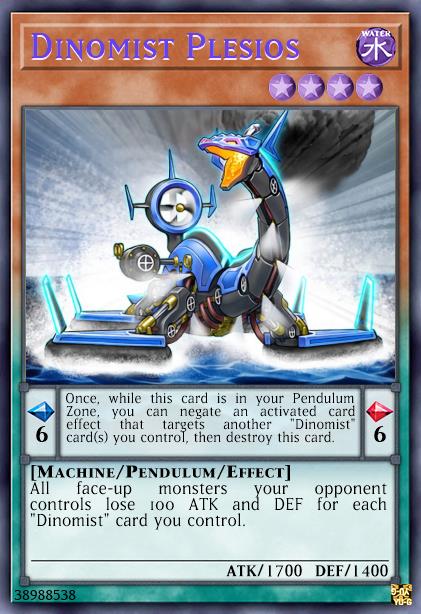 Dinomist Plesios
WATER
水
Once, while this card is in your Pendulum
Zone, you can negate an activated card
effect that targets another "Dinomist"
card(s) you control, then destroy this card.
6
6
[Machine/Pendulum/Effect]
All face-up monsters your opponent
controls lose 100 ATK and DEF for each
"Dinomist" card you control.
ATK/1700 DEF/1400
38988538